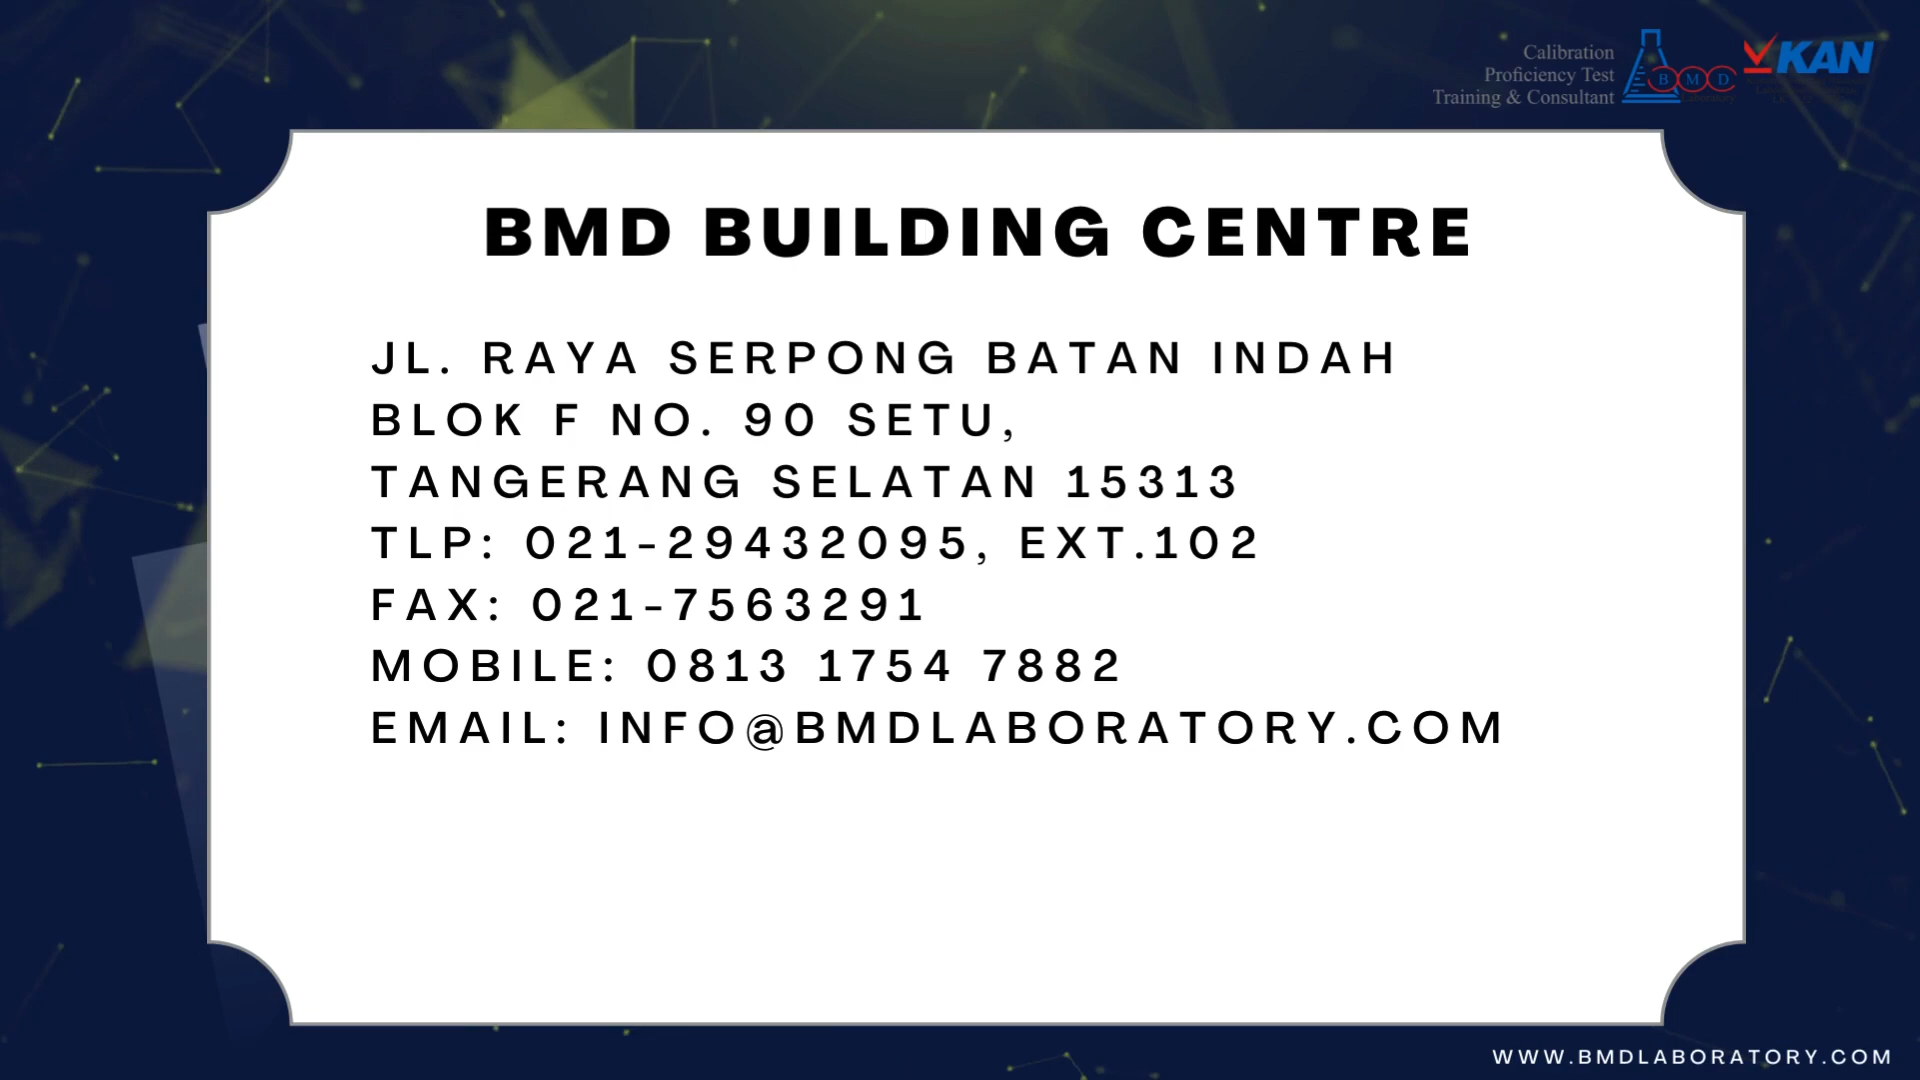 Calibration
Proficiency Test
Training & Consultant
B M D
KAN
BMD BUILDING CENTRE
JL. RAYA SERPONG BATAN INDAH
BLOK F NO. 90 SETU,
TANGERANG SELATAN 15313
TLP: 021-29432095, EXT.102
FAX: 021-7563291
MOBILE: 0813 1754 7882
EMAIL: INFO@BMDLABORATORY.COM
WWW.BMDLABORATORY.COM